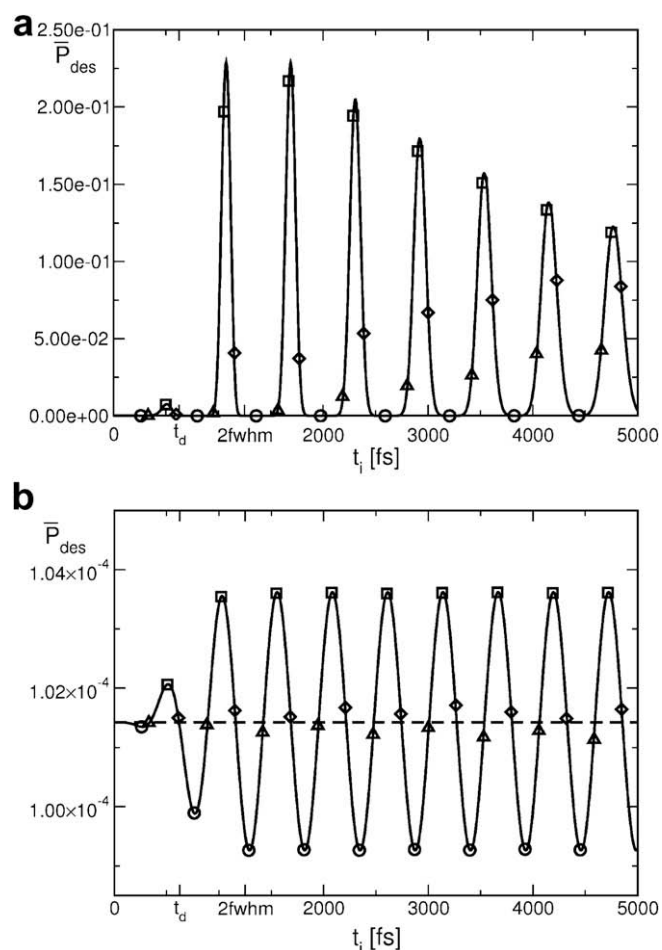 a
P̅des
2.50e-01
2.00e-01
1.50e-01
1.00e-01
5.00e-02
0.00e+00
0 td 2fwhm 2000 3000 4000 5000
ti [fs]
b
P̅des
1.04×10-4
1.02×10-4
1.00×10-4
0 td 2fwhm 2000 3000 4000 5000
ti [fs]